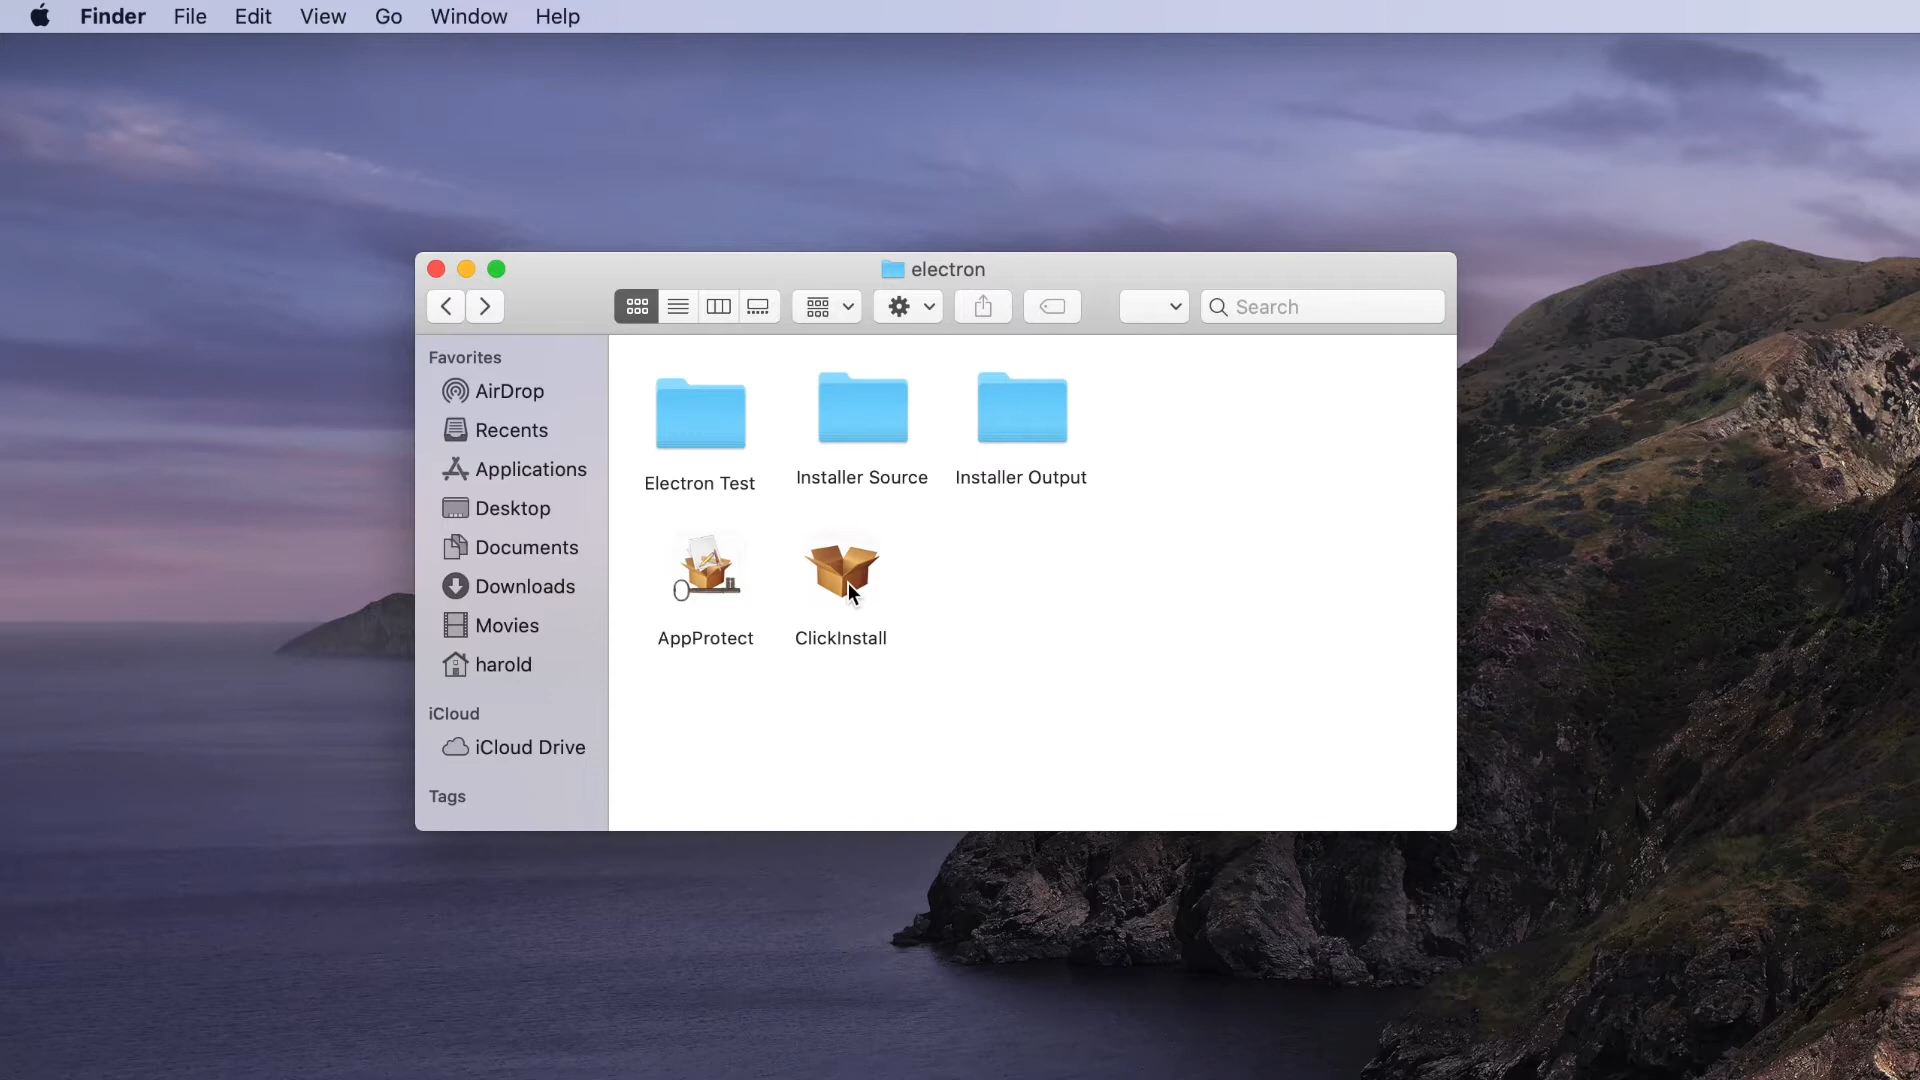 Finder File Edit View Go Window Help
electron
Search
Favorites
AirDrop
Recents
Applications
Desktop
Documents
Downloads
Movies
harold
iCloud
iCloud Drive
Tags
Electron Test
Installer Source
Installer Output
AppProtect
ClickInstall